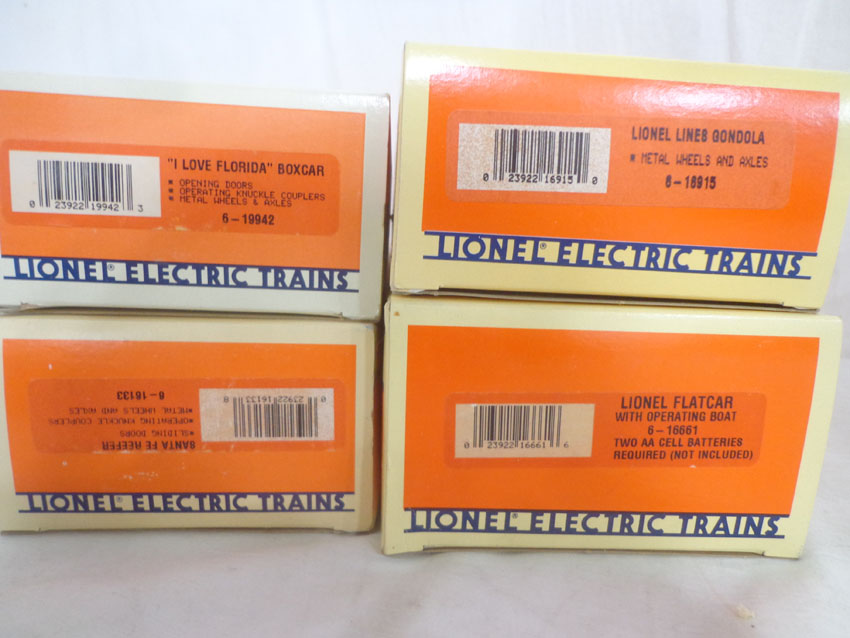 "I LOVE FLORIDA" BOXCAR
* OPENING DOORS
* OPERATING KNUCKLE COUPLERS
* METAL WHEELS & AXLES
6-19942
0 23922 19942 3
LIONEL® ELECTRIC TRAINS
LIONEL LINES GONDOLA
* METAL WHEELS AND AXLES
6-16915
0 23922 16915 0
LIONEL® ELECTRIC TRAINS
SANTA FE REEFER
*SLIDING DOORS
*OPERATING KNUCKLE COUPLERS
*METAL WHEELS AND AXLES
6-16133
0 23922 16133 8
LIONEL® ELECTRIC TRAINS
LIONEL FLATCAR
WITH OPERATING BOAT
6-16661
TWO AA CELL BATTERIES
REQUIRED (NOT INCLUDED)
0 23922 16661 6
LIONEL® ELECTRIC TRAINS